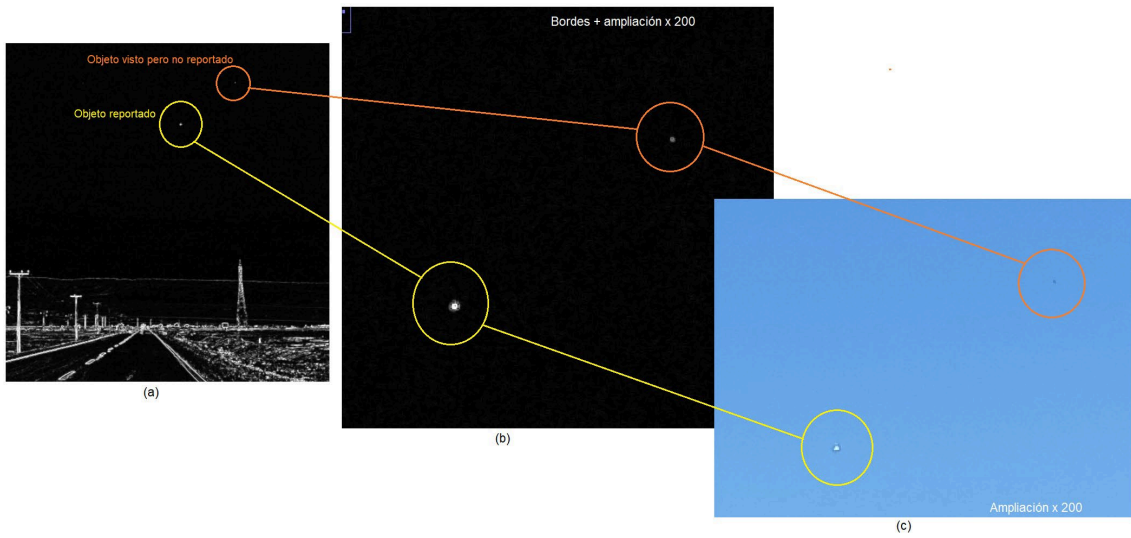 Bordes + ampliación x 200
Objeto visto pero no reportado
Objeto reportado
(a)
(b)
Ampliación x 200
(c)